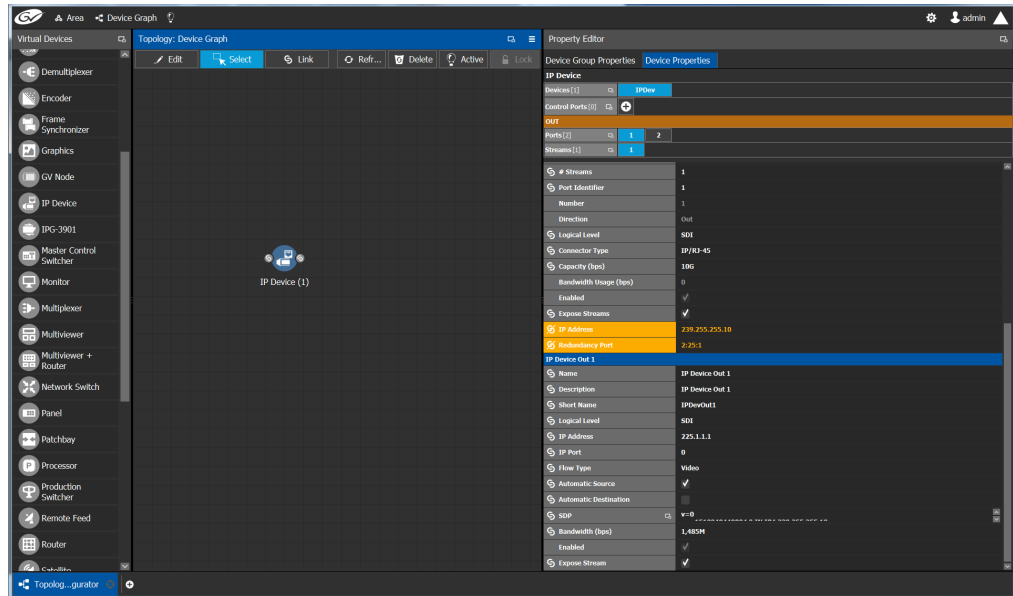 GV Area Device Graph admin
Virtual Devices
Demultiplexer
Encoder
Frame
Synchronizer
Graphics
GV Node
IP Device
IPG-3901
Master Control
Switcher
Monitor
Multiplexer
Multiviewer
Multiviewer +
Router
Network Switch
Panel
Patchbay
Processor
Production
Switcher
Remote Feed
Router
Satellite
Topology: Device Graph
Edit Select Link Refr... Delete Active Lock
IP Device (1)
Property Editor
Device Group Properties Device Properties
IP Device
Devices[1] IPDev
Control Ports[0]
OUT
Ports[2] 1 2
Streams[1] 1
# Streams 1
Port Identifier 1
Number 1
Direction Out
Logical Level SDI
Connector Type IP/RJ-45
Capacity (bps) 10G
Bandwidth Usage (bps) 0
Enabled
Expose Streams
IP Address 239.255.255.10
Redundancy Port 2:25:1
IP Device Out 1
Name IP Device Out 1
Description IP Device Out 1
Short Name IPDevOut1
Logical Level SDI
IP Address 225.1.1.1
IP Port 0
Flow Type Video
Automatic Source
Automatic Destination
SDP v=0
Bandwidth (bps) 1,485M
Enabled
Expose Stream
Topolog...gurator